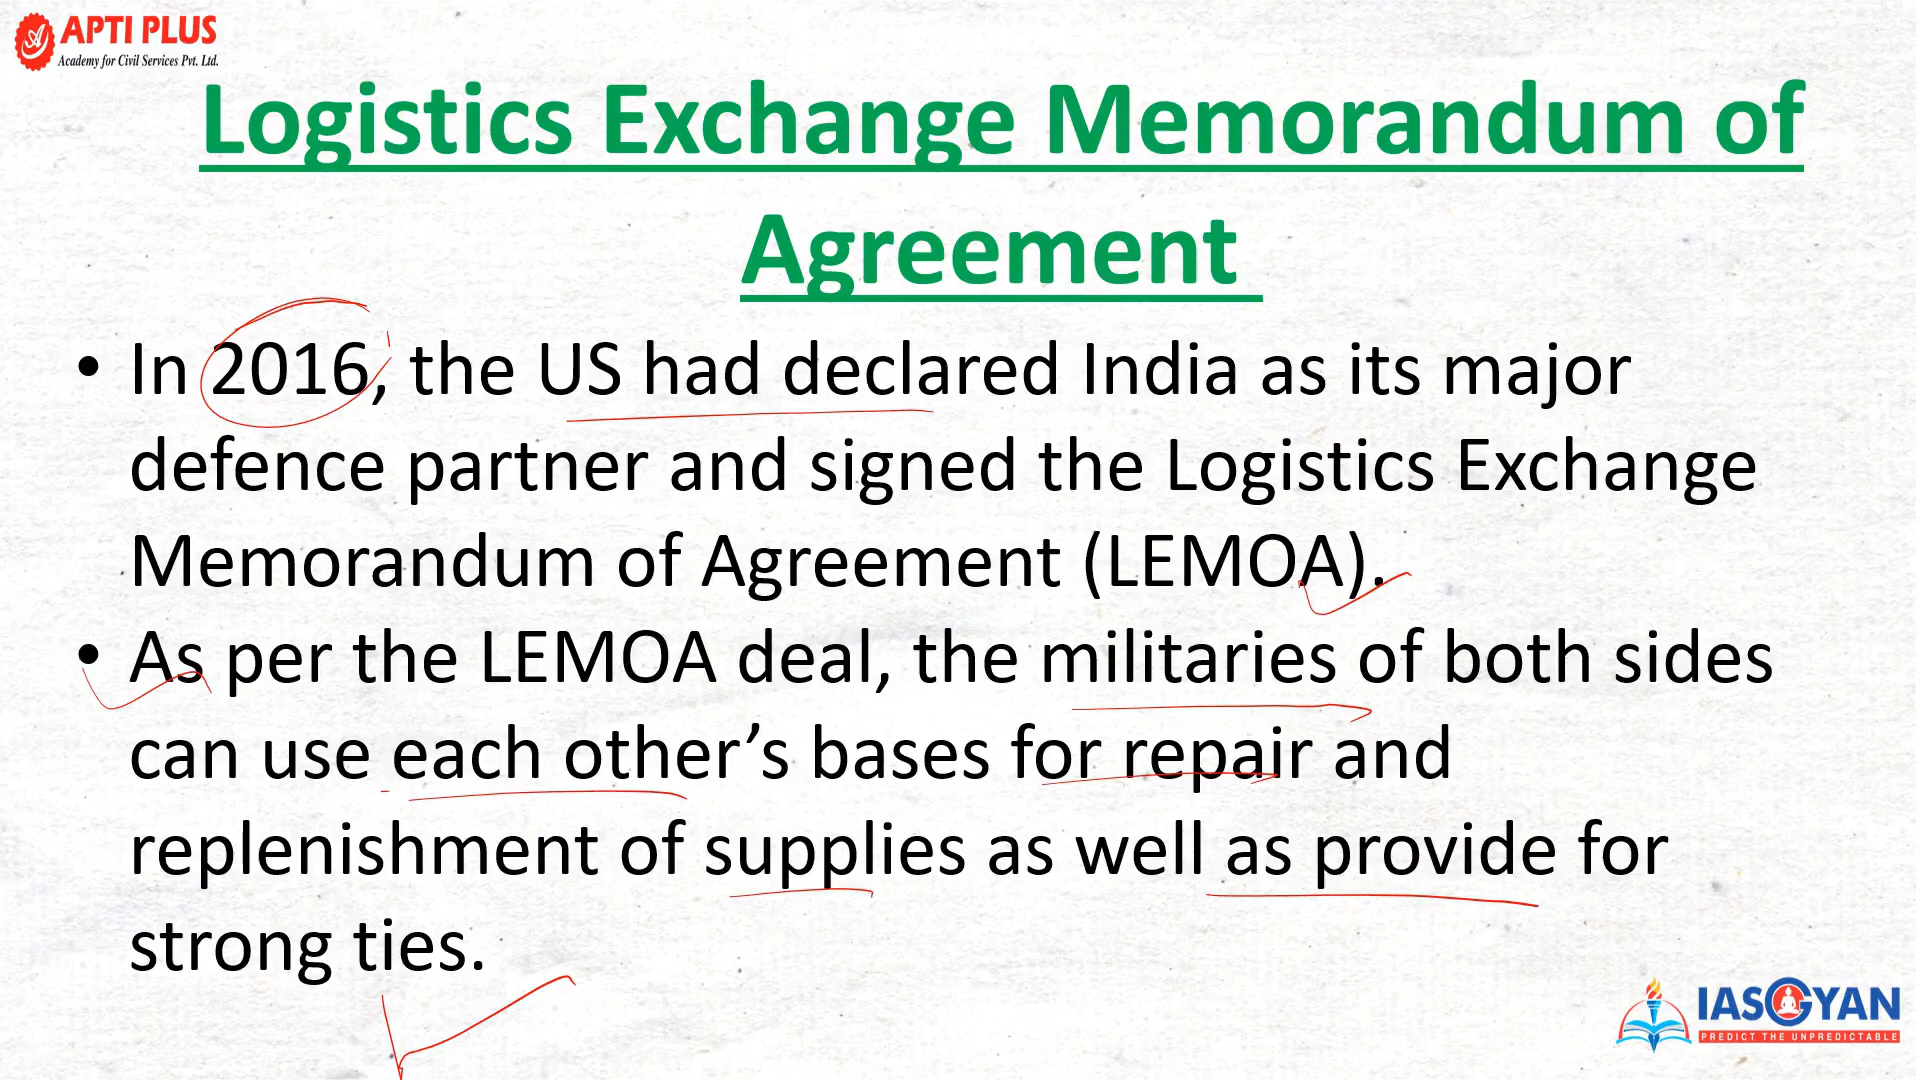 APTI PLUS
Academy for Civil Services Pvt. Ltd.
Logistics Exchange Memorandum of
Agreement
• In 2016, the US had declared India as its major
defence partner and signed the Logistics Exchange
Memorandum of Agreement (LEMOA).
• As per the LEMOA deal, the militaries of both sides
can use each other’s bases for repair and
replenishment of supplies as well as provide for
strong ties.
IASGYAN
PREDICT THE UNPREDICTABLE